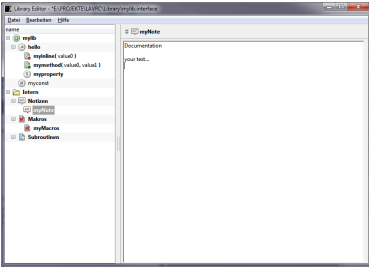 Library Editor - "E:\PROJEKTE\LAVRC\Library\mylib.interface"
Datei Bearbeiten Hilfe
name
mylib
hello
myinline( value0 )
mymethod( value0, value1 )
myproperty
myconst
Intern
Notizen
myNote
Makros
myMacros
Subroutinen
myNote
Documentation
your text...